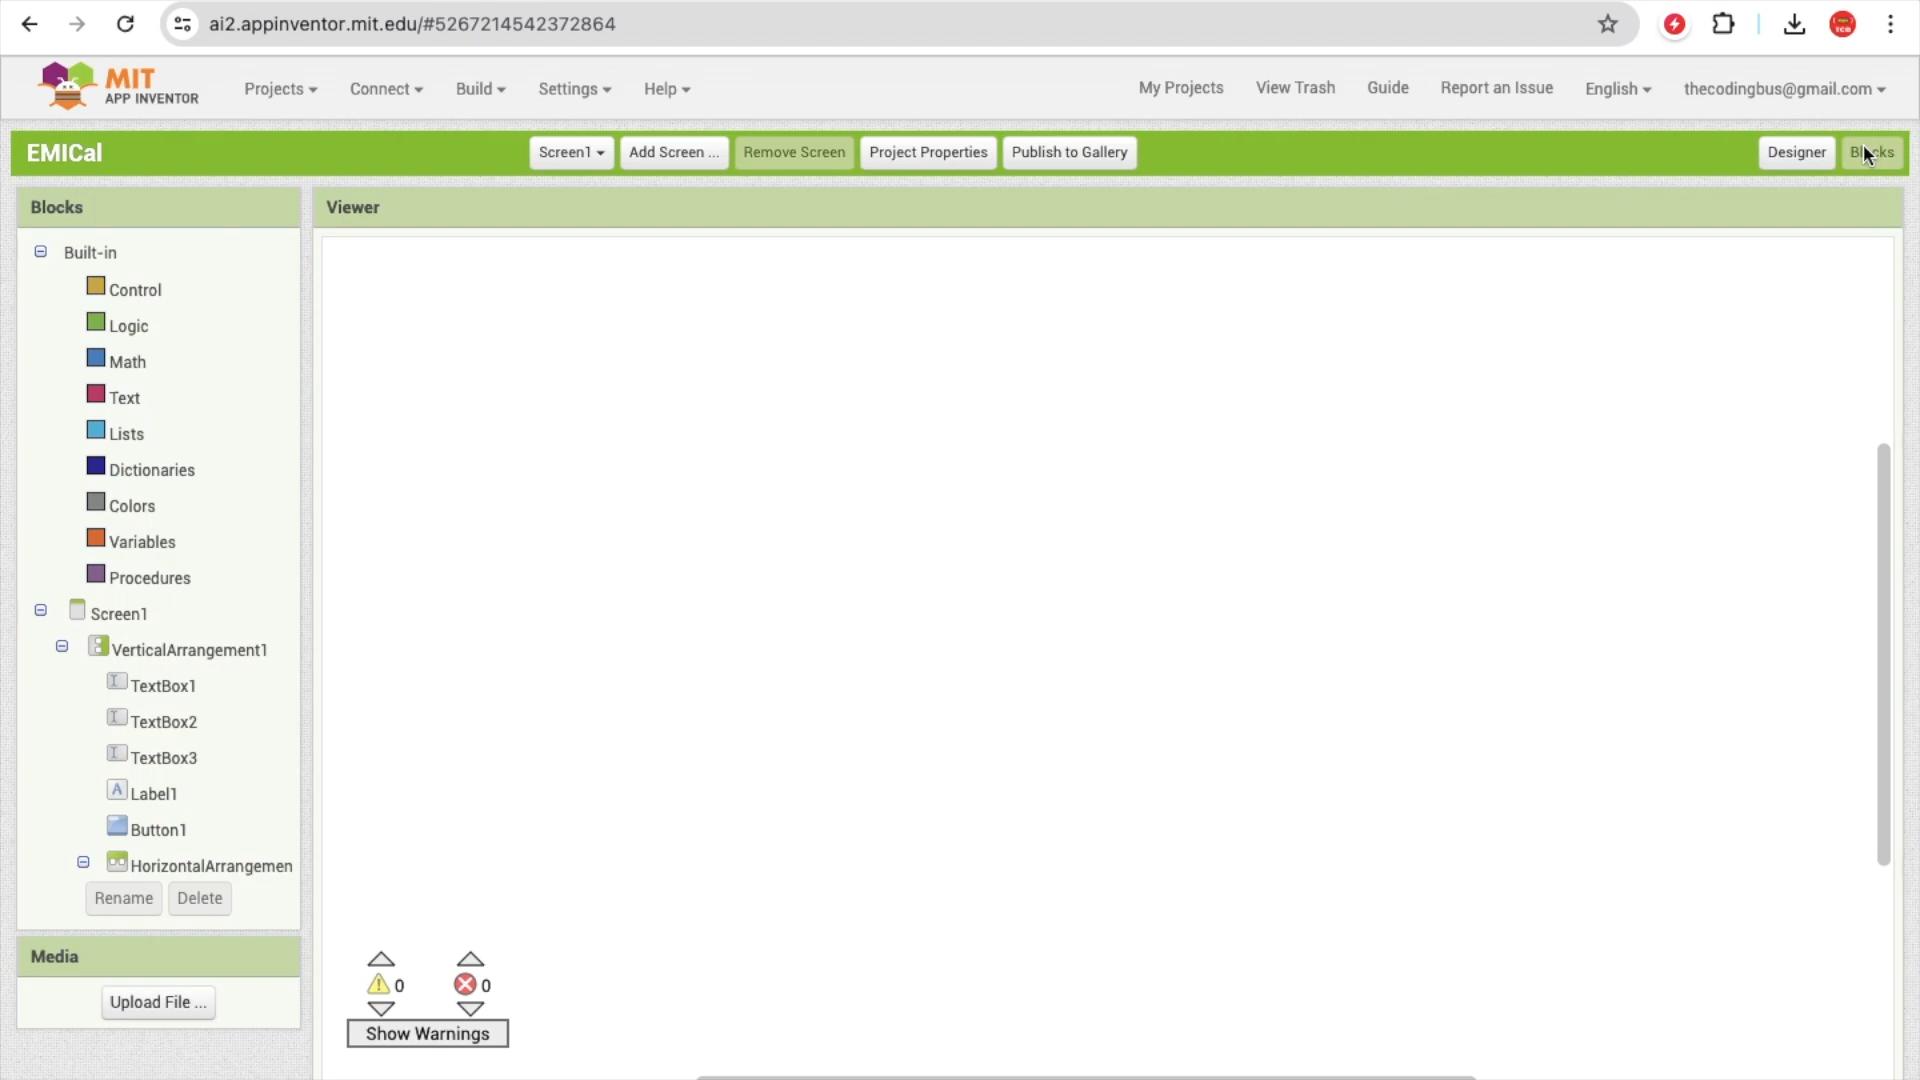 ai2.appinventor.mit.edu/#5267214542372864
MIT
APP INVENTOR
Projects
Connect
Build
Settings
Help
My Projects
View Trash
Guide
Report an Issue
English
thecodingbus@gmail.com
EMICal
Screen1
Add Screen ...
Remove Screen
Project Properties
Publish to Gallery
Designer
Blocks
Blocks
Viewer
Built-in
Control
Logic
Math
Text
Lists
Dictionaries
Colors
Variables
Procedures
Screen1
VerticalArrangement1
TextBox1
TextBox2
TextBox3
Label1
Button1
HorizontalArrangemen
Rename
Delete
Media
Upload File ...
0
0
Show Warnings